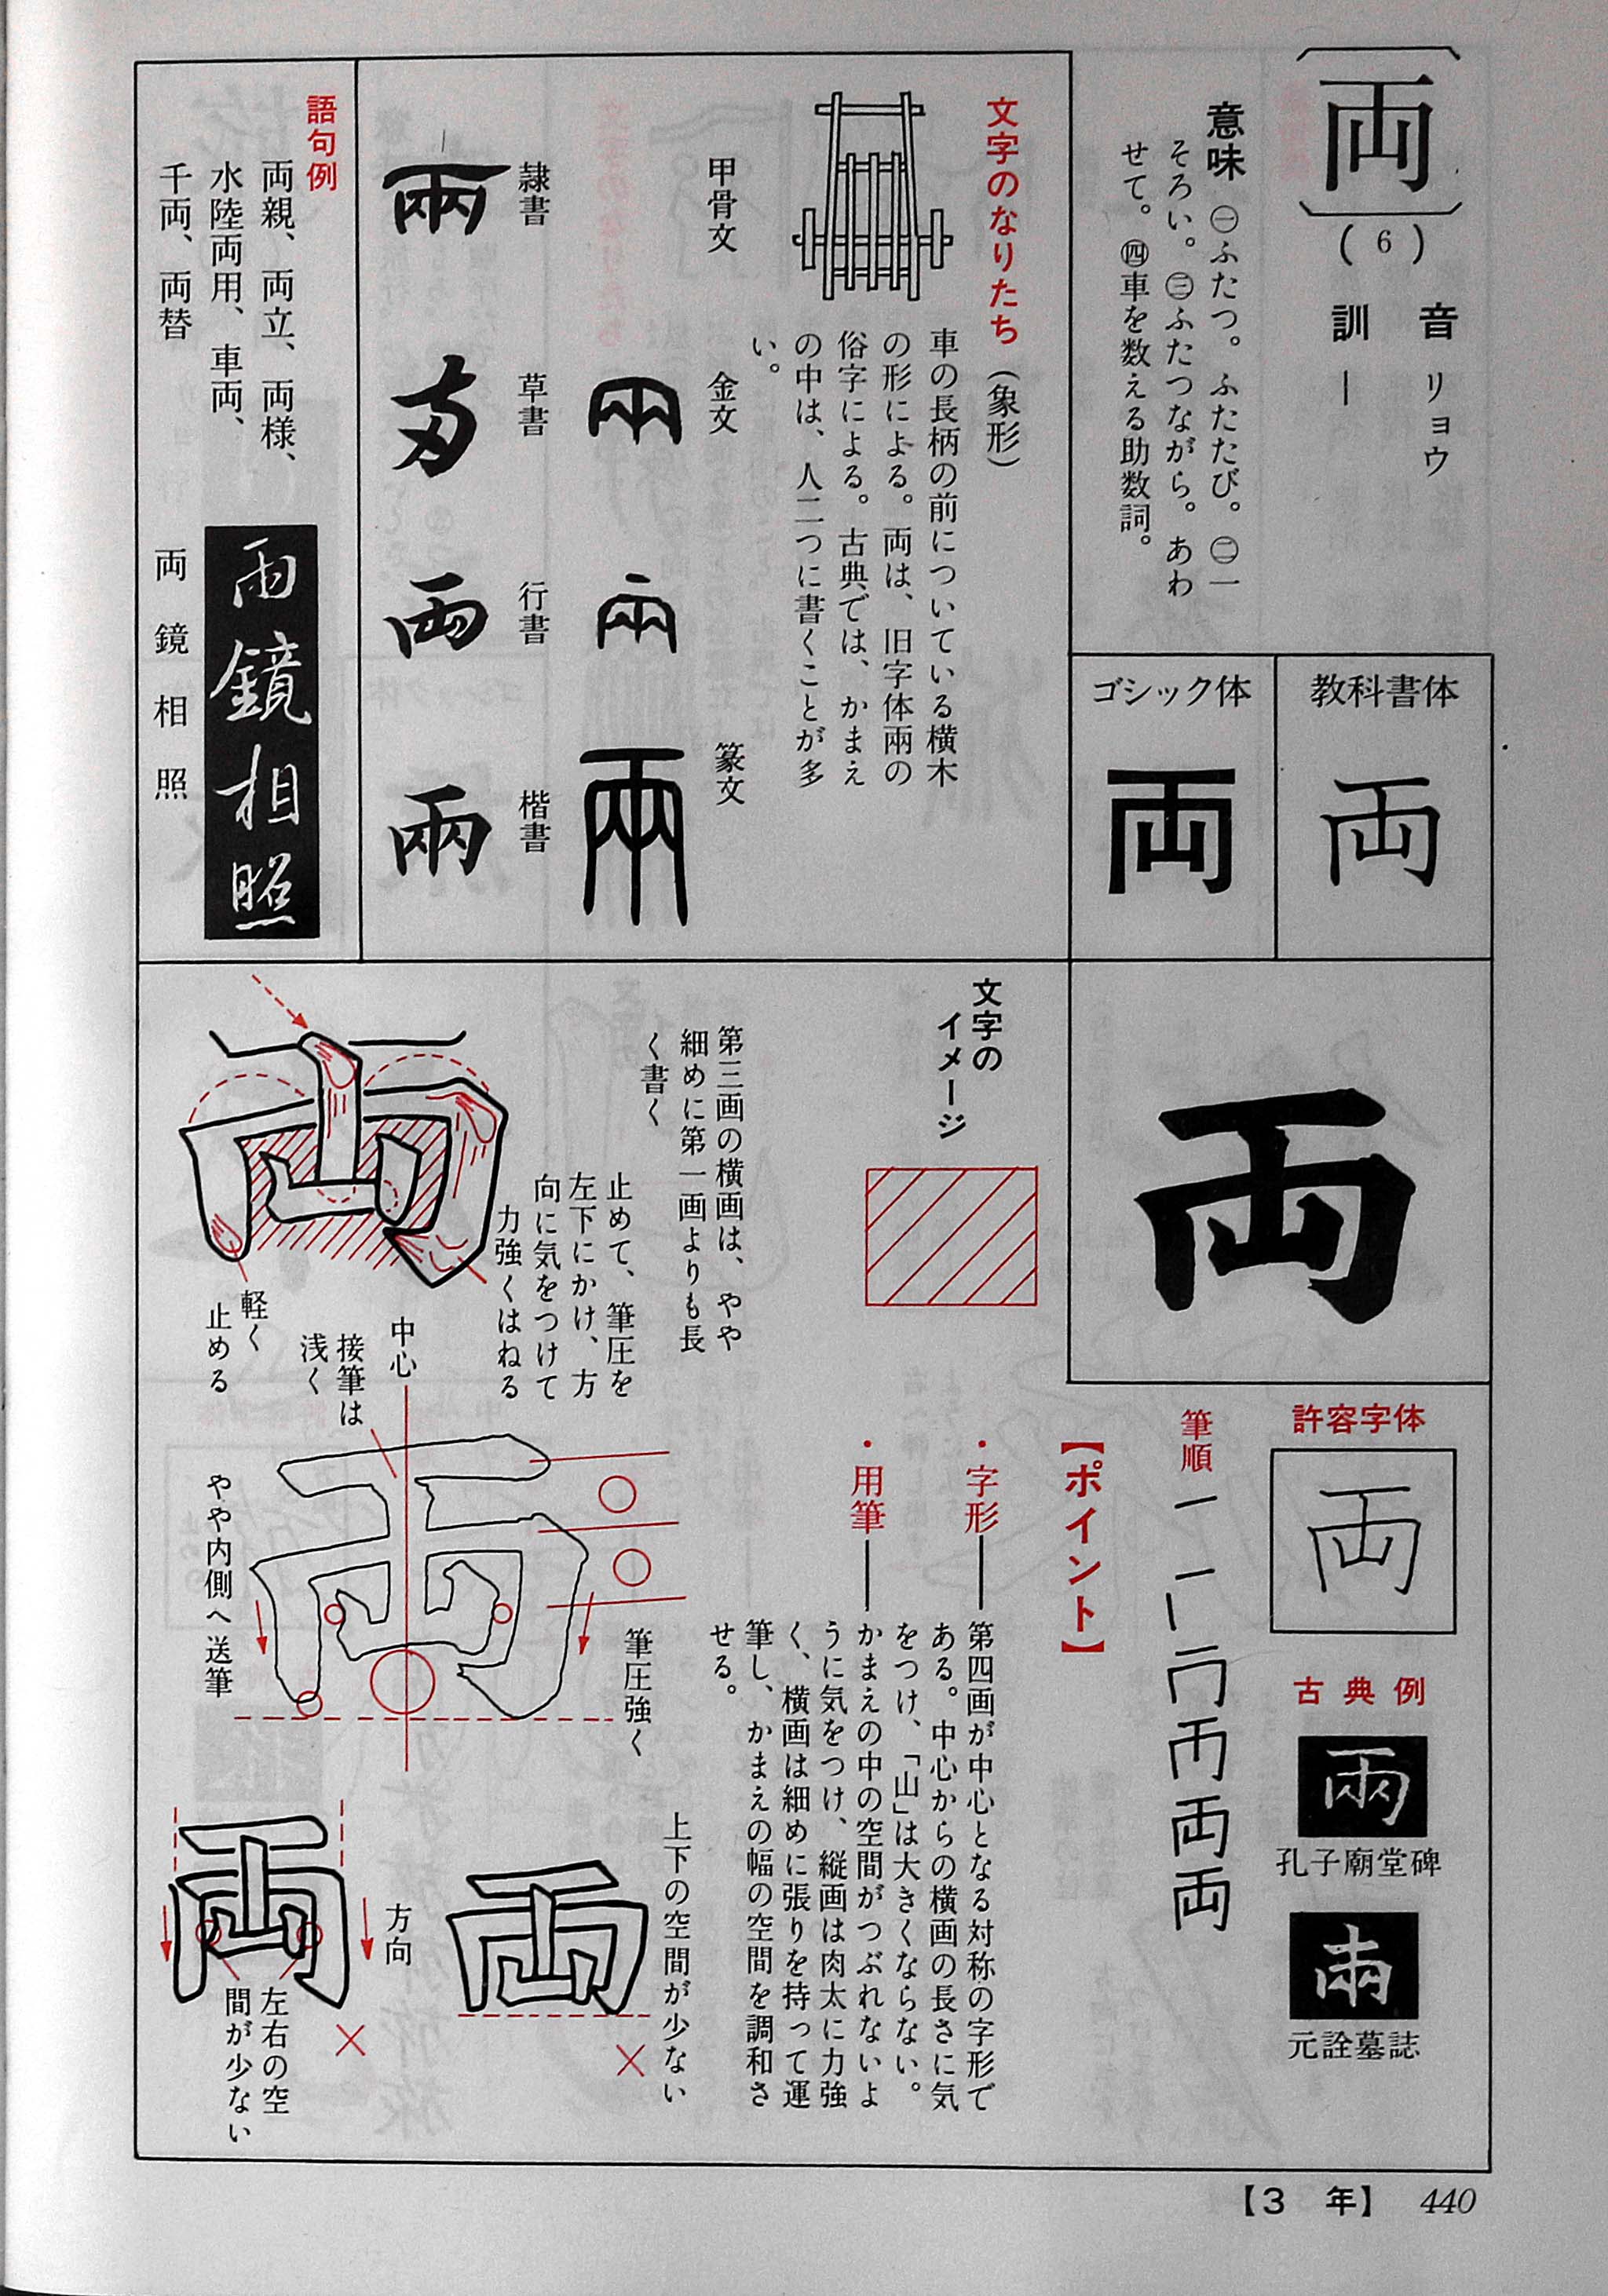 〔両〕(6)
音 リョウ
訓 ―
意味 ㊀ふたつ。ふたたび。㊁一
そろい。㊂ふたつながら。あわ
せて。㊃車を数える助数詞。
教科書体
両
ゴシック体
両
両
文字のなりたち(象形)
車の長柄の前についている横木
の形による。両は、旧字体兩の
俗字による。古典では、かまえ
の中は、人二つに書くことが多
い。
甲骨文
金文
篆文
隷書
草書
行書
楷書
語句例
両親、両立、両様、
水陸両用、車両、
千両、両替
両鏡相照
両鏡相照
許容字体
両
古典例
兩
孔子廟堂碑
元詮墓誌
筆順
【ポイント】
・字形―第四画が中心となる対称の字形で
ある。中心からの横画の長さに気
をつけ、「山」は大きくならない。
・用筆―かまえの中の空間がつぶれないよ
うに気をつけ、縦画は肉太に力強
く、横画は細めに張りを持って運
筆し、かまえの幅の空間を調和さ
せる。
文字の
イメージ
第三画の横画は、やや
細めに第一画よりも長
く書く
止めて、筆圧を
左下にかけ、方
向に気をつけて
力強くはねる
軽く
止める
中心
接筆は
浅く
筆圧強く
やや内側へ送筆
上下の空間が少ない
方向
左右の空
間が少ない
【3 年】 440